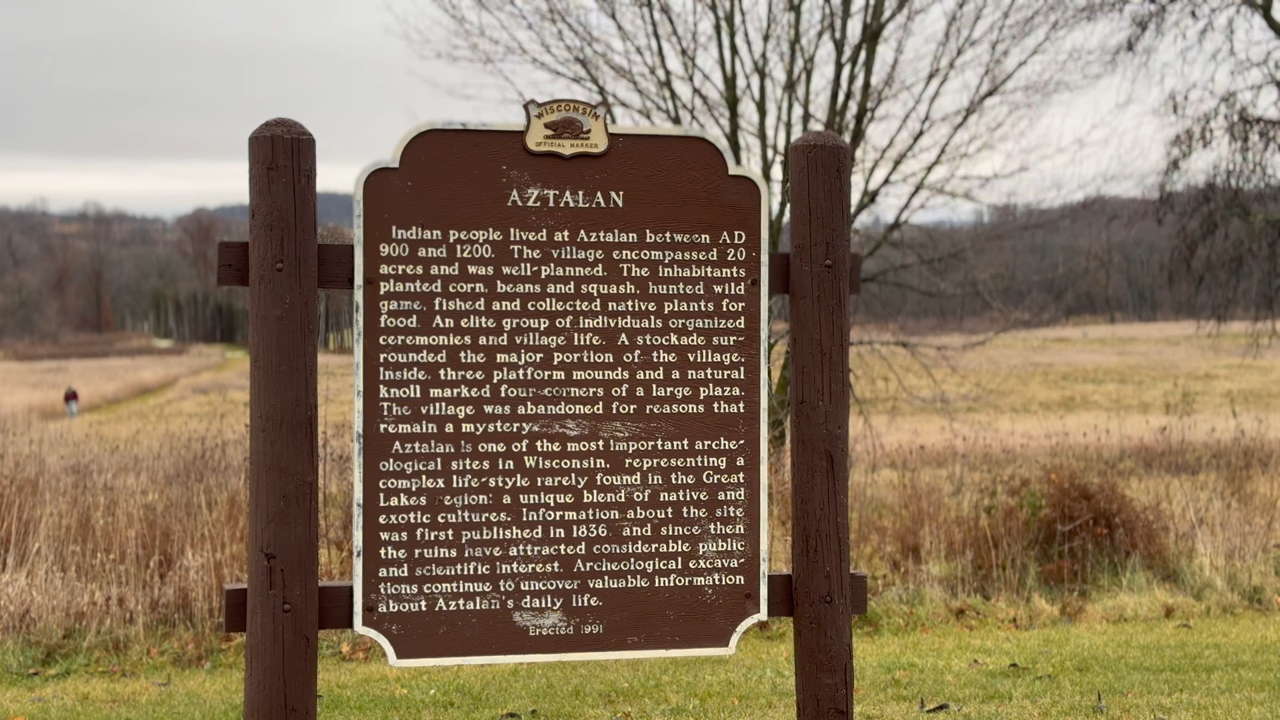 WISCONSIN
OFFICIAL MARKER
AZTALAN
Indian people lived at Aztalan between AD
900 and 1200. The village encompassed 20
acres and was well-planned. The inhabitants
planted corn, beans and squash, hunted wild
game, fished and collected native plants for
food. An elite group of individuals organized
ceremonies and village life. A stockade sur-
rounded the major portion of the village.
Inside, three platform mounds and a natural
knoll marked four corners of a large plaza.
The village was abandoned for reasons that
remain a mystery.
Aztalan is one of the most important arche-
ological sites in Wisconsin, representing a
complex life-style rarely found in the Great
Lakes region: a unique blend of native and
exotic cultures. Information about the site
was first published in 1836, and since then
the ruins have attracted considerable public
and scientific interest. Archeological excava-
tions continue to uncover valuable information
about Aztalan's daily life.
Erected 1991